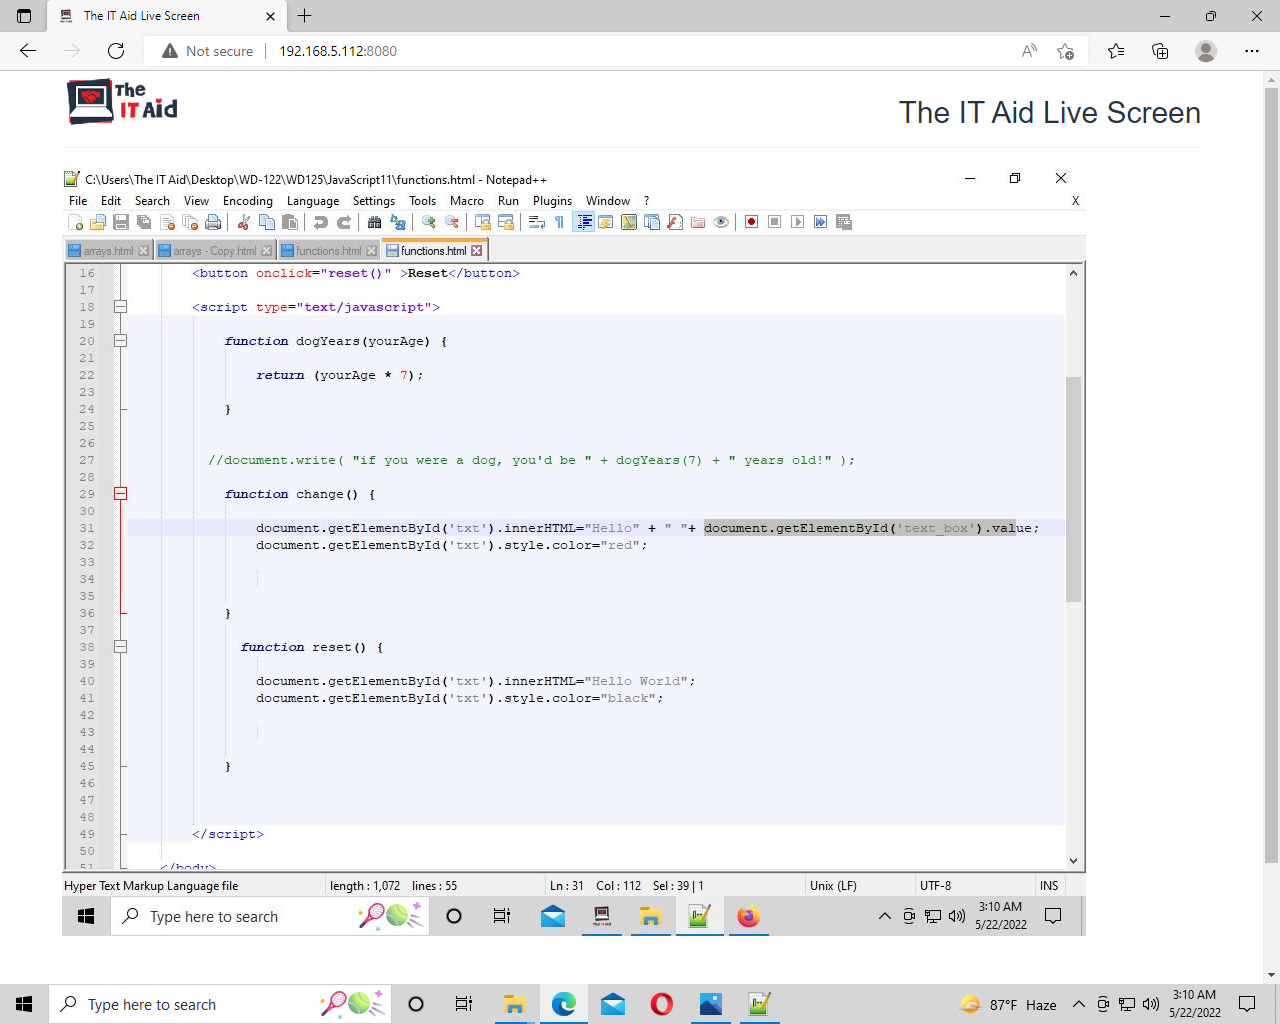 The IT Aid Live Screen
Not secure
192.168.5.112:8080
The
IT Aid
The IT Aid Live Screen
C:\Users\The IT Aid\Desktop\WD-122\WD125\JavaScript11\functions.html - Notepad++
File Edit Search View Encoding Language Settings Tools Macro Run Plugins Window ? X
arrays.html arrays - Copy.html functions.html functions.html
16 <button onclick="reset()" >Reset</button>
17
18 <script type="text/javascript">
19
20 function dogYears(yourAge) {
21
22 return (yourAge * 7);
23
24 }
25
26
27 //document.write( "if you were a dog, you'd be " + dogYears(7) + " years old!" );
28
29 function change() {
30
31 document.getElementById('txt').innerHTML="Hello" + " "+ document.getElementById('text_box').value;
32 document.getElementById('txt').style.color="red";
33
34
35
36 }
37
38 function reset() {
39
40 document.getElementById('txt').innerHTML="Hello World";
41 document.getElementById('txt').style.color="black";
42
43
44
45 }
46
47
48
49 </script>
50
51 </body>
Hyper Text Markup Language file length : 1,072 lines : 55 Ln : 31 Col : 112 Sel : 39 | 1 Unix (LF) UTF-8 INS
Type here to search
3:10 AM
5/22/2022
Type here to search
87°F Haze
3:10 AM
5/22/2022